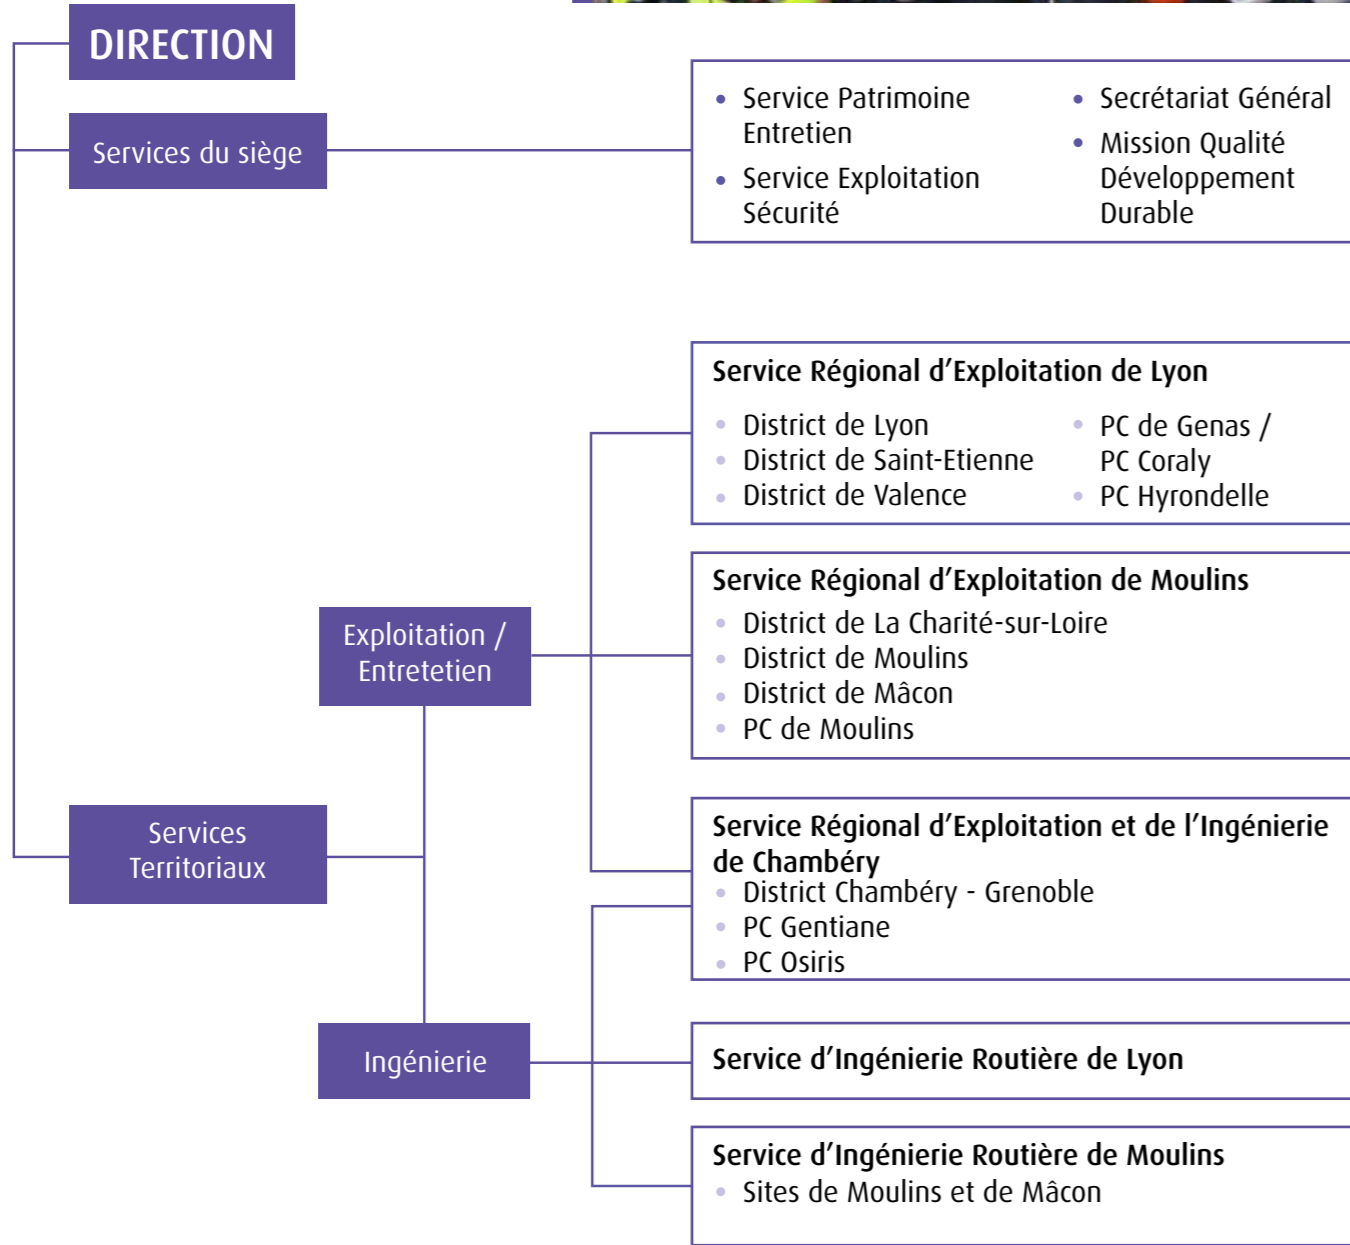 DIRECTION
Services du siège
• Service Patrimoine
Entretien
• Service Exploitation
Sécurité
• Secrétariat Général
• Mission Qualité
Développement
Durable
Service Régional d’Exploitation de Lyon
• District de Lyon
• District de Saint-Etienne
• District de Valence
• PC de Genas /
PC Coraly
• PC Hyrondelle
Service Régional d’Exploitation de Moulins
• District de La Charité-sur-Loire
• District de Moulins
• District de Mâcon
• PC de Moulins
Exploitation /
Entretetien
Services
Territoriaux
Service Régional d’Exploitation et de l’Ingénierie
de Chambéry
• District Chambéry - Grenoble
• PC Gentiane
• PC Osiris
Ingénierie
Service d’Ingénierie Routière de Lyon
Service d’Ingénierie Routière de Moulins
• Sites de Moulins et de Mâcon